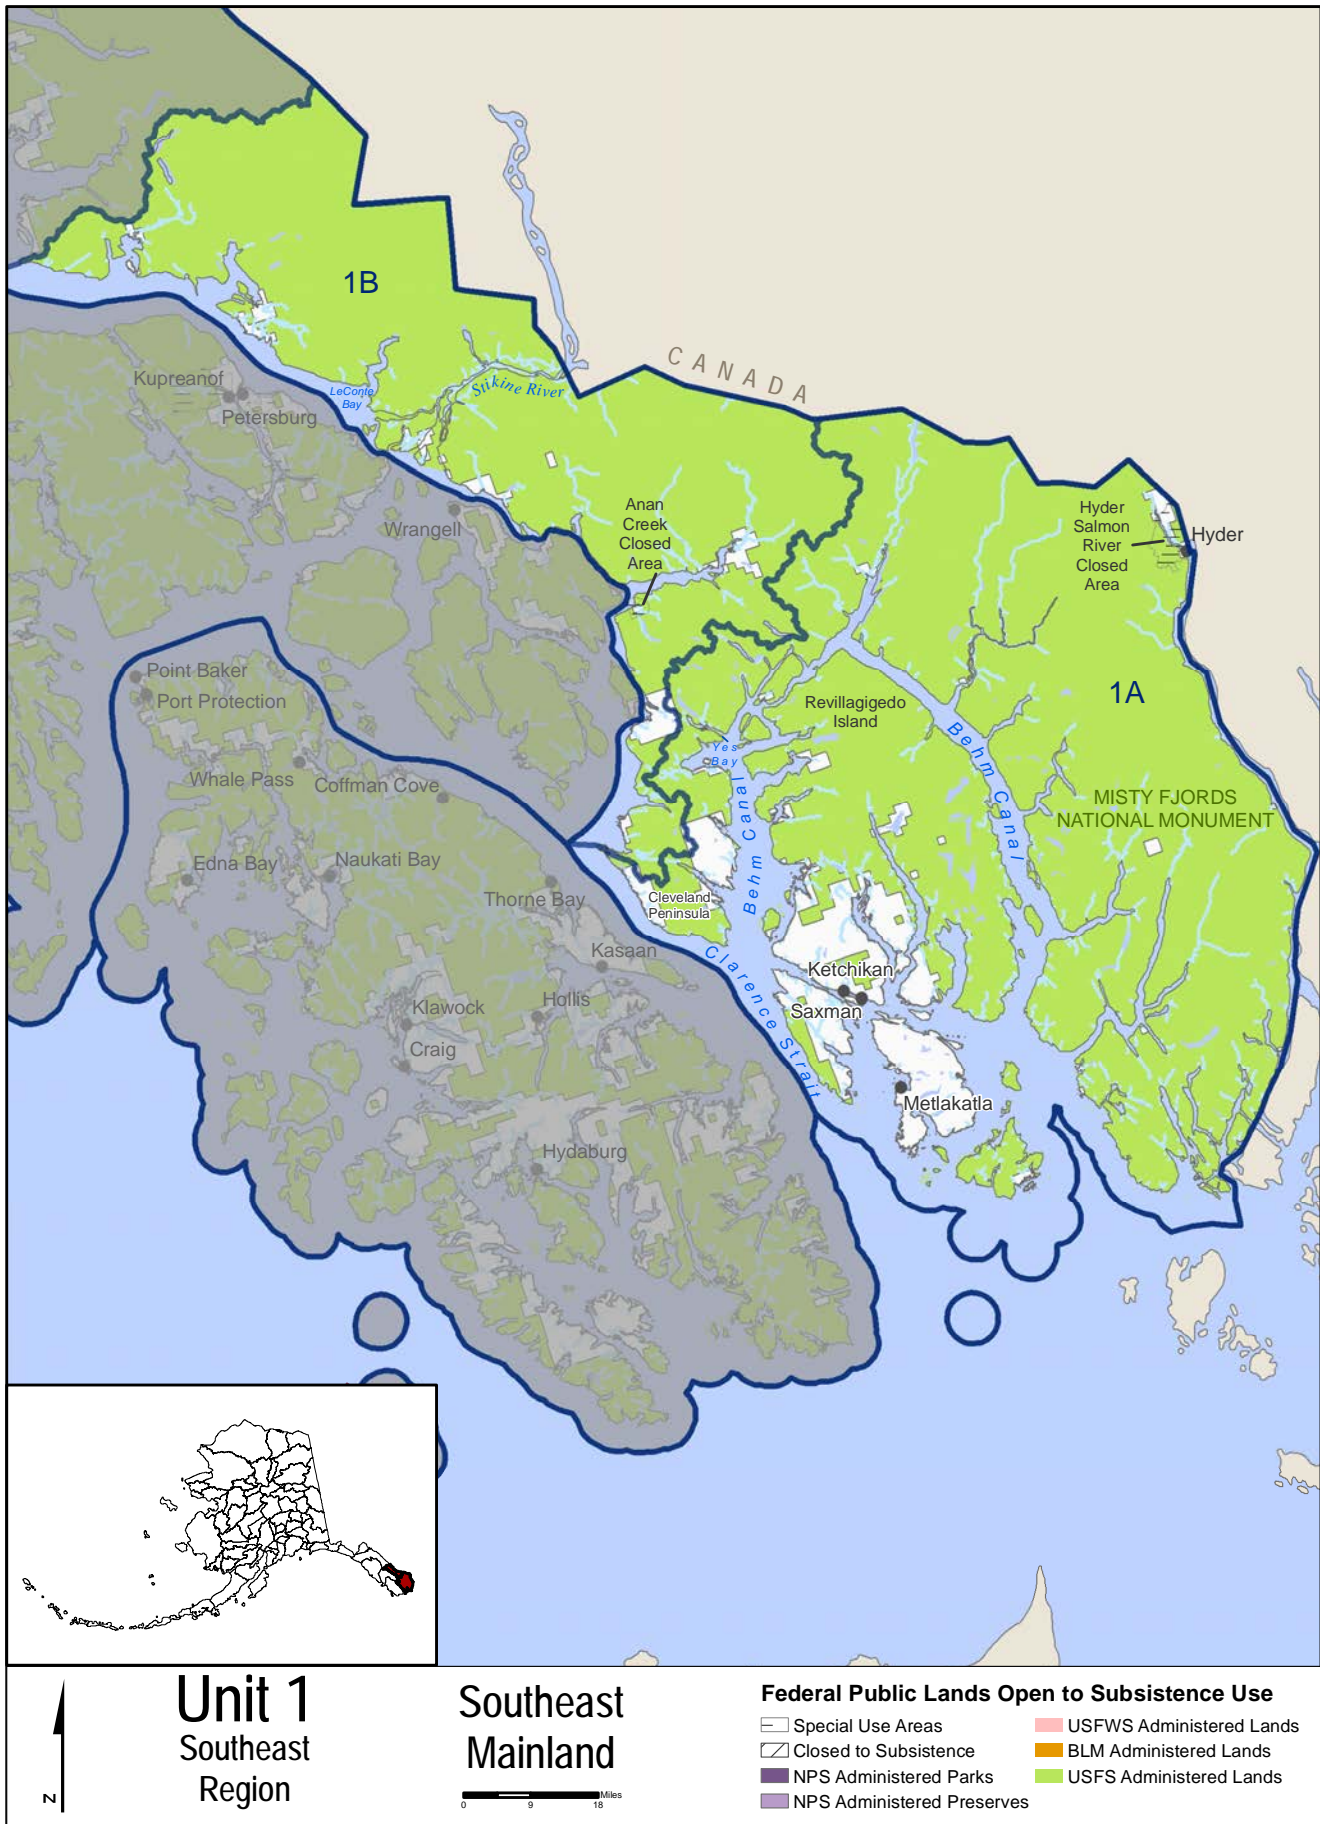 1B
CANADA
Kupreanof
Petersburg
LeConte
Bay
Stikine River
Wrangell
Anan
Creek
Closed
Area
Hyder
Salmon
River
Closed
Area
Hyder
Point Baker
Port Protection
Revillagigedo
Island
1A
Yes
Bay
Behm Canal
Whale Pass
Coffman Cove
Behm Canal
MISTY FJORDS
NATIONAL MONUMENT
Edna Bay
Naukati Bay
Thorne Bay
Cleveland
Peninsula
Kasaan
Clarence Strait
Ketchikan
Saxman
Klawock
Hollis
Craig
Metlakatla
Hydaburg
N
Unit 1
Southeast
Region
Southeast
Mainland
Miles
0 9 18
Federal Public Lands Open to Subsistence Use
Special Use Areas
Closed to Subsistence
NPS Administered Parks
NPS Administered Preserves
USFWS Administered Lands
BLM Administered Lands
USFS Administered Lands